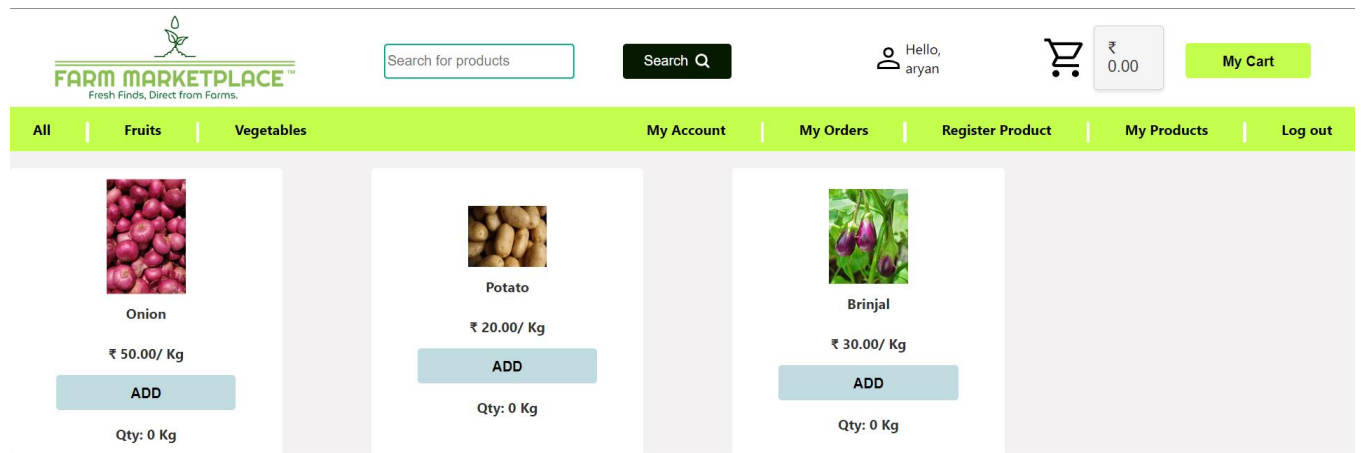 FARM MARKETPLACE™
Fresh Finds, Direct from Farms.
Search for products
Search
Hello,
aryan
₹
0.00
My Cart
All
Fruits
Vegetables
My Account
My Orders
Register Product
My Products
Log out
Onion
₹ 50.00/ Kg
ADD
Qty: 0 Kg
Potato
₹ 20.00/ Kg
ADD
Qty: 0 Kg
Brinjal
₹ 30.00/ Kg
ADD
Qty: 0 Kg